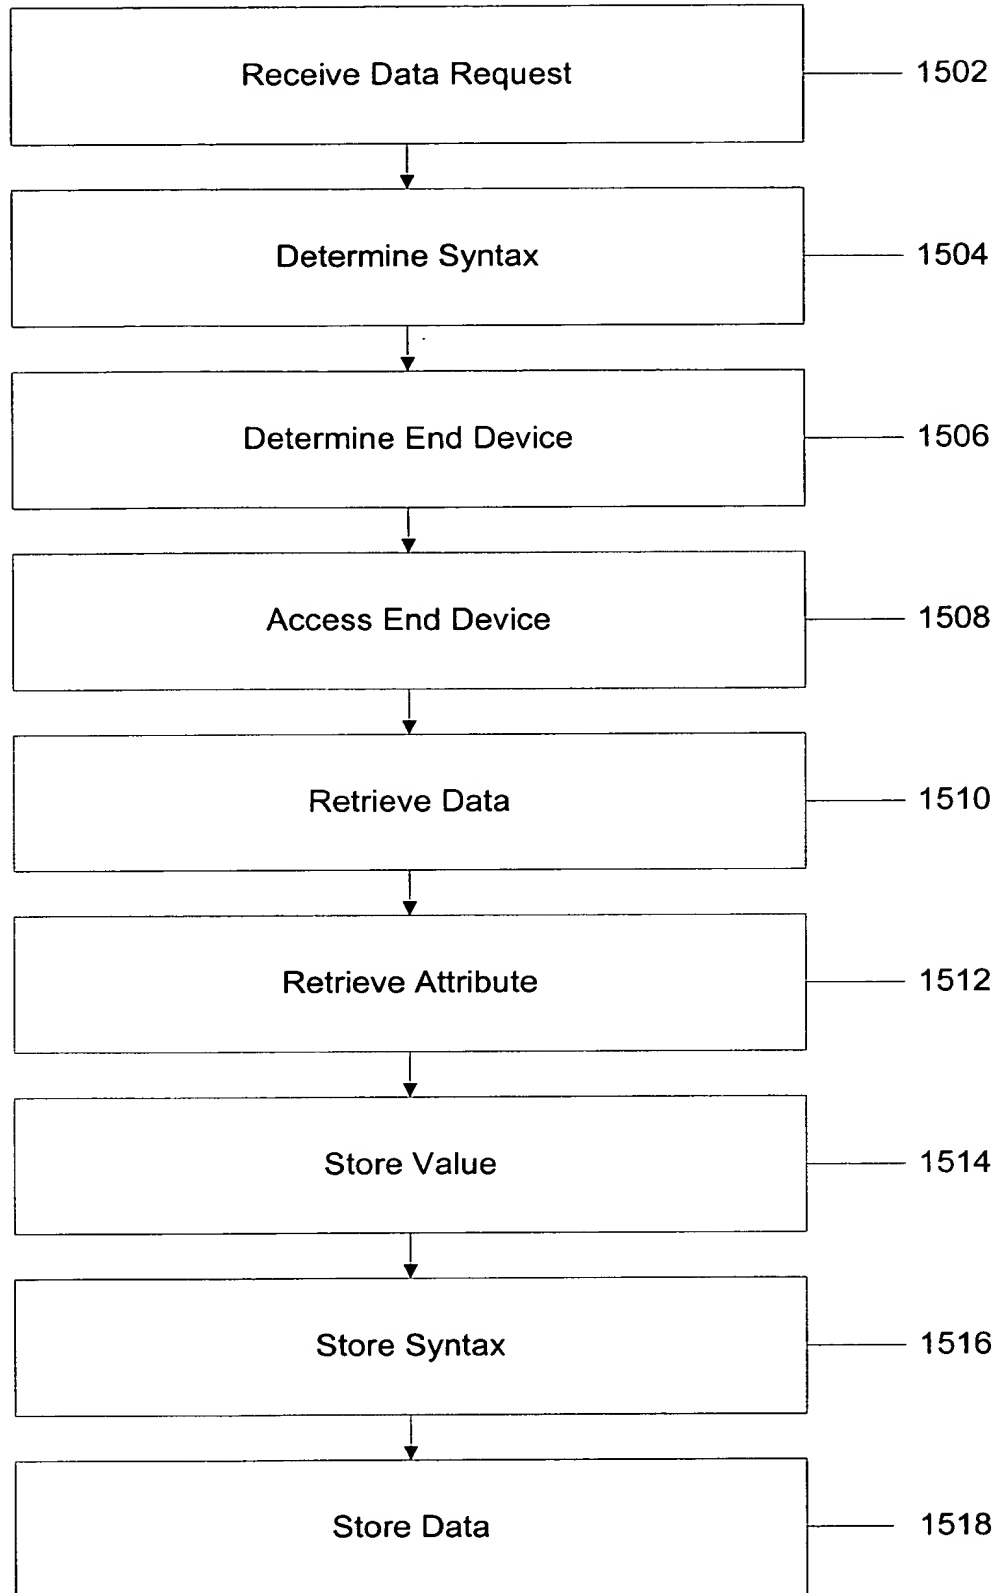 Receive Data Request
1502
Determine Syntax
1504
Determine End Device
1506
Access End Device
1508
Retrieve Data
1510
Retrieve Attribute
1512
Store Value
1514
Store Syntax
1516
Store Data
1518